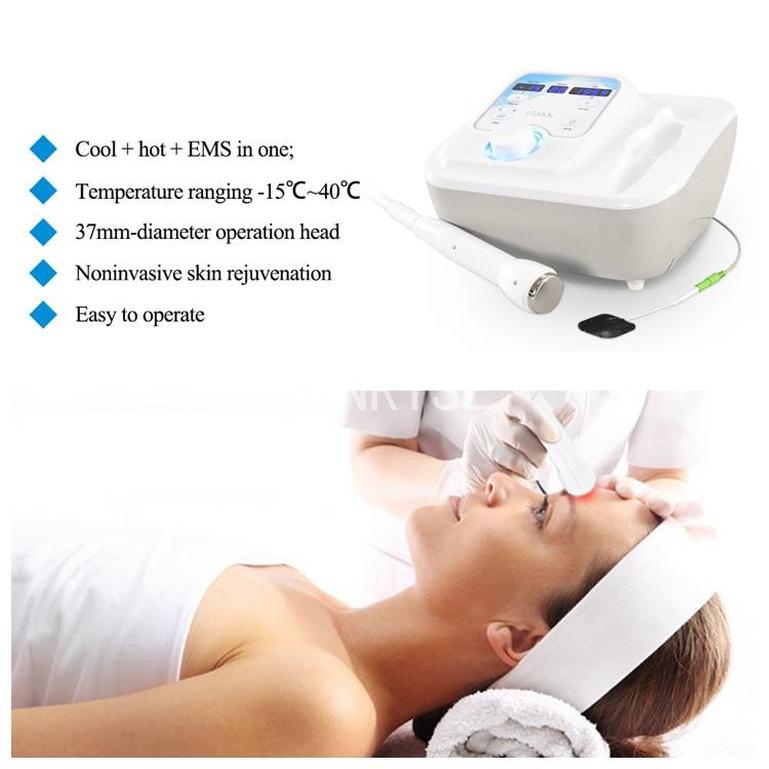 Cool + hot + EMS in one;
Temperature ranging -15℃~40℃
37mm-diameter operation head
Noninvasive skin rejuvenation
Easy to operate